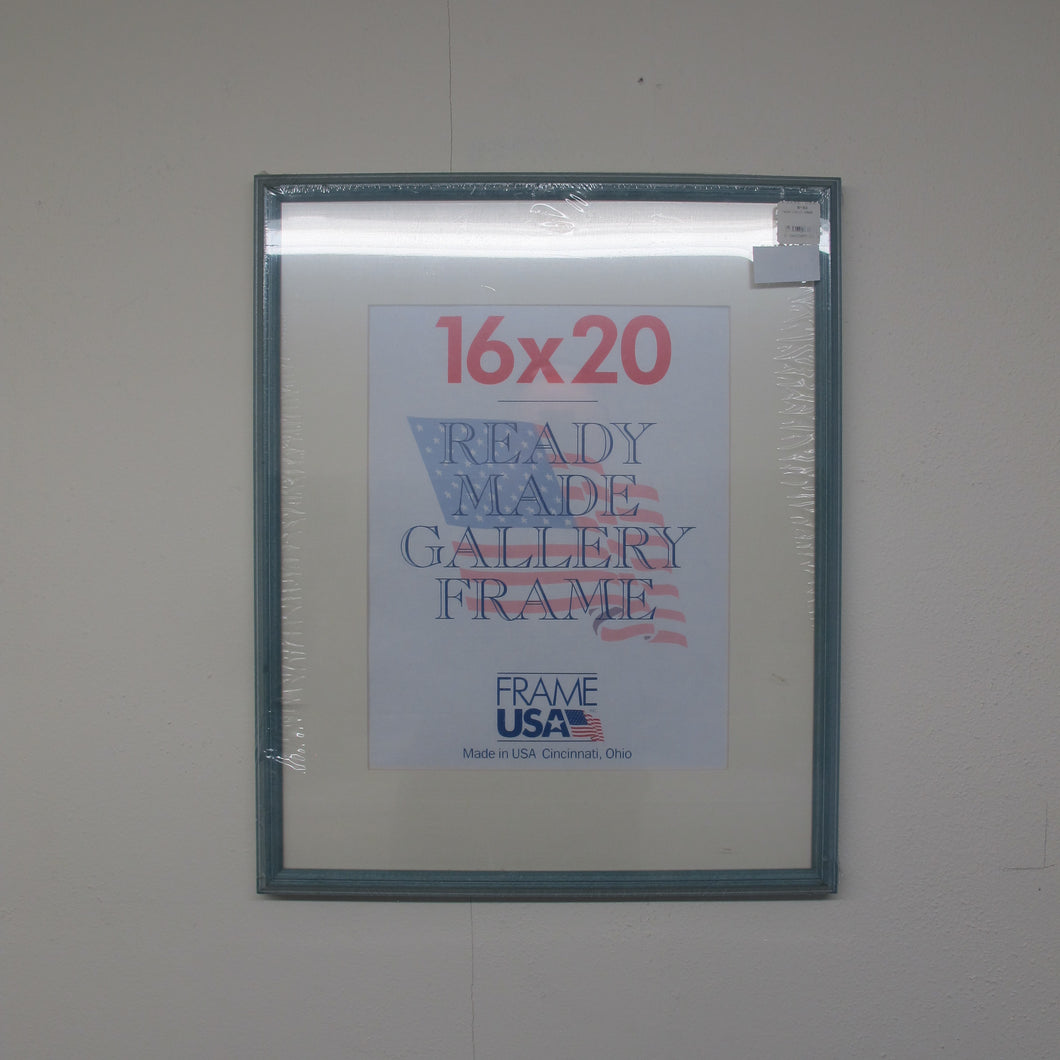 16x20
READY
MADE
GALLERY
FRAME
FRAME
USA
Made in USA Cincinnati, Ohio